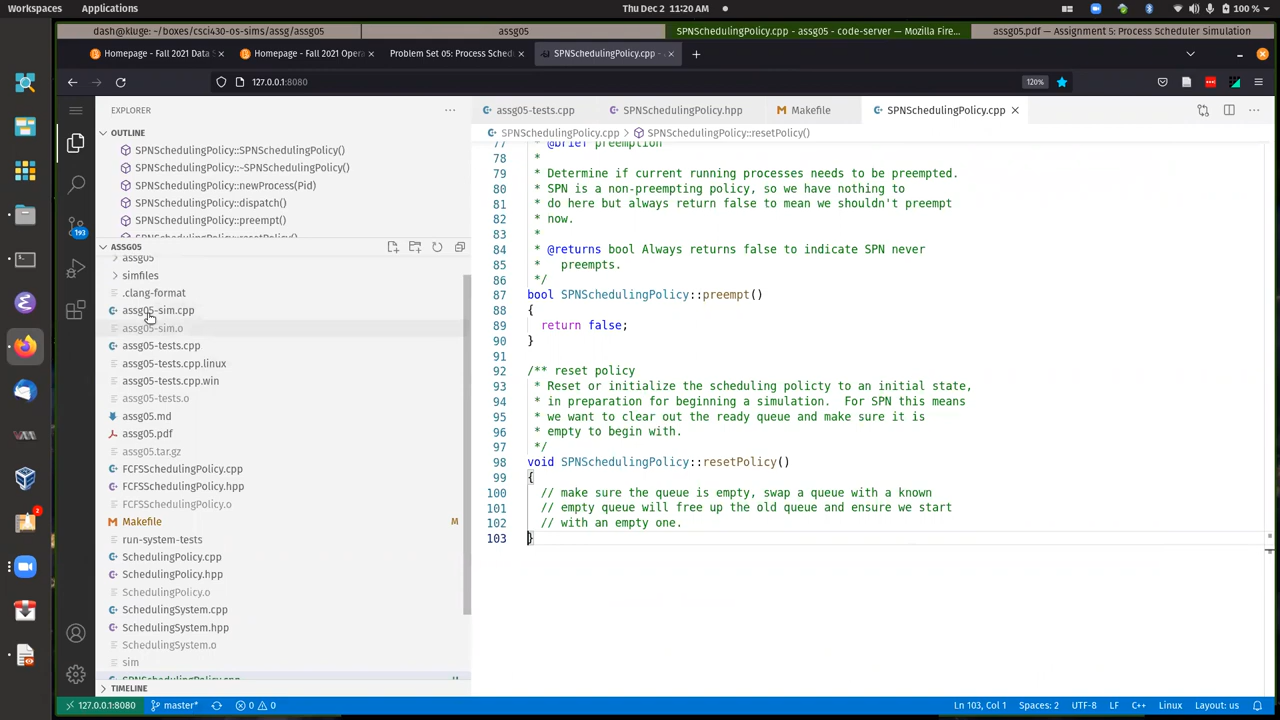 Workspaces Applications Thu Dec 2 11:20 AM 100 %
dash@kluge: ~/boxes/csci430-os-sims/assg/assg05 assg05 SPNSchedulingPolicy.cpp - assg05 - code-server — Mozilla Fire... assg05.pdf — Assignment 5: Process Scheduler Simulation
Homepage - Fall 2021 Data S Homepage - Fall 2021 Opera Problem Set 05: Process Sched SPNSchedulingPolicy.cpp -
127.0.0.1:8080 120%
EXPLORER assg05-tests.cpp SPNSchedulingPolicy.hpp Makefile SPNSchedulingPolicy.cpp
OUTLINE
SPNSchedulingPolicy::SPNSchedulingPolicy()
SPNSchedulingPolicy::~SPNSchedulingPolicy()
SPNSchedulingPolicy::newProcess(Pid)
SPNSchedulingPolicy::dispatch()
SPNSchedulingPolicy::preempt()
SPNSchedulingPolicy::resetPolicy()
193
ASSG05
assg05
simfiles
.clang-format
assg05-sim.cpp
assg05-sim.o
assg05-tests.cpp
assg05-tests.cpp.linux
assg05-tests.cpp.win
assg05-tests.o
assg05.md
assg05.pdf
assg05.tar.gz
FCFSSchedulingPolicy.cpp
FCFSSchedulingPolicy.hpp
FCFSSchedulingPolicy.o
Makefile M
run-system-tests
SchedulingPolicy.cpp
SchedulingPolicy.hpp
SchedulingPolicy.o
SchedulingSystem.cpp
SchedulingSystem.hpp
SchedulingSystem.o
sim
SPNSchedulingPolicy.cpp U
TIMELINE
2
SPNSchedulingPolicy.cpp > SPNSchedulingPolicy::resetPolicy()
77 * @brief preemption
78 *
79 * Determine if current running processes needs to be preempted.
80 * SPN is a non-preempting policy, so we have nothing to
81 * do here but always return false to mean we shouldn't preempt
82 * now.
83 *
84 * @returns bool Always returns false to indicate SPN never
85 * preempts.
86 */
87 bool SPNSchedulingPolicy::preempt()
88 {
89 return false;
90 }
91
92 /** reset policy
93 * Reset or initialize the scheduling policty to an initial state,
94 * in preparation for beginning a simulation. For SPN this means
95 * we want to clear out the ready queue and make sure it is
96 * empty to begin with.
97 */
98 void SPNSchedulingPolicy::resetPolicy()
99 {
100 // make sure the queue is empty, swap a queue with a known
101 // empty queue will free up the old queue and ensure we start
102 // with an empty one.
103 }
127.0.0.1:8080 master* 0 0 Ln 103, Col 1 Spaces: 2 UTF-8 LF C++ Linux Layout: us